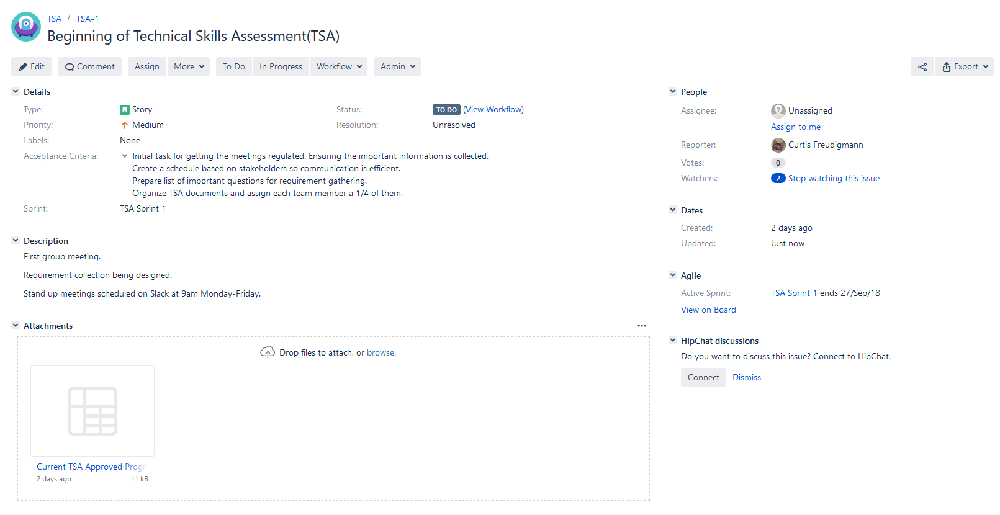 TSA / TSA-1
Beginning of Technical Skills Assessment(TSA)
Edit Comment Assign More To Do In Progress Workflow Admin Export
Details
Type: Story Status: TO DO (View Workflow)
Priority: Medium Resolution: Unresolved
Labels: None
Acceptance Criteria: Initial task for getting the meetings regulated. Ensuring the important information is collected.
Create a schedule based on stakeholders so communication is efficient.
Prepare list of important questions for requirement gathering.
Organize TSA documents and assign each team member a 1/4 of them.
Sprint: TSA Sprint 1
Description
First group meeting.
Requirement collection being designed.
Stand up meetings scheduled on Slack at 9am Monday-Friday.
Attachments
Drop files to attach, or browse.
Current TSA Approved Progr
2 days ago 11 kB
People
Assignee: Unassigned
Assign to me
Reporter: Curtis Freudigmann
Votes: 0
Watchers: 2 Stop watching this issue
Dates
Created: 2 days ago
Updated: Just now
Agile
Active Sprint: TSA Sprint 1 ends 27/Sep/18
View on Board
HipChat discussions
Do you want to discuss this issue? Connect to HipChat.
Connect Dismiss